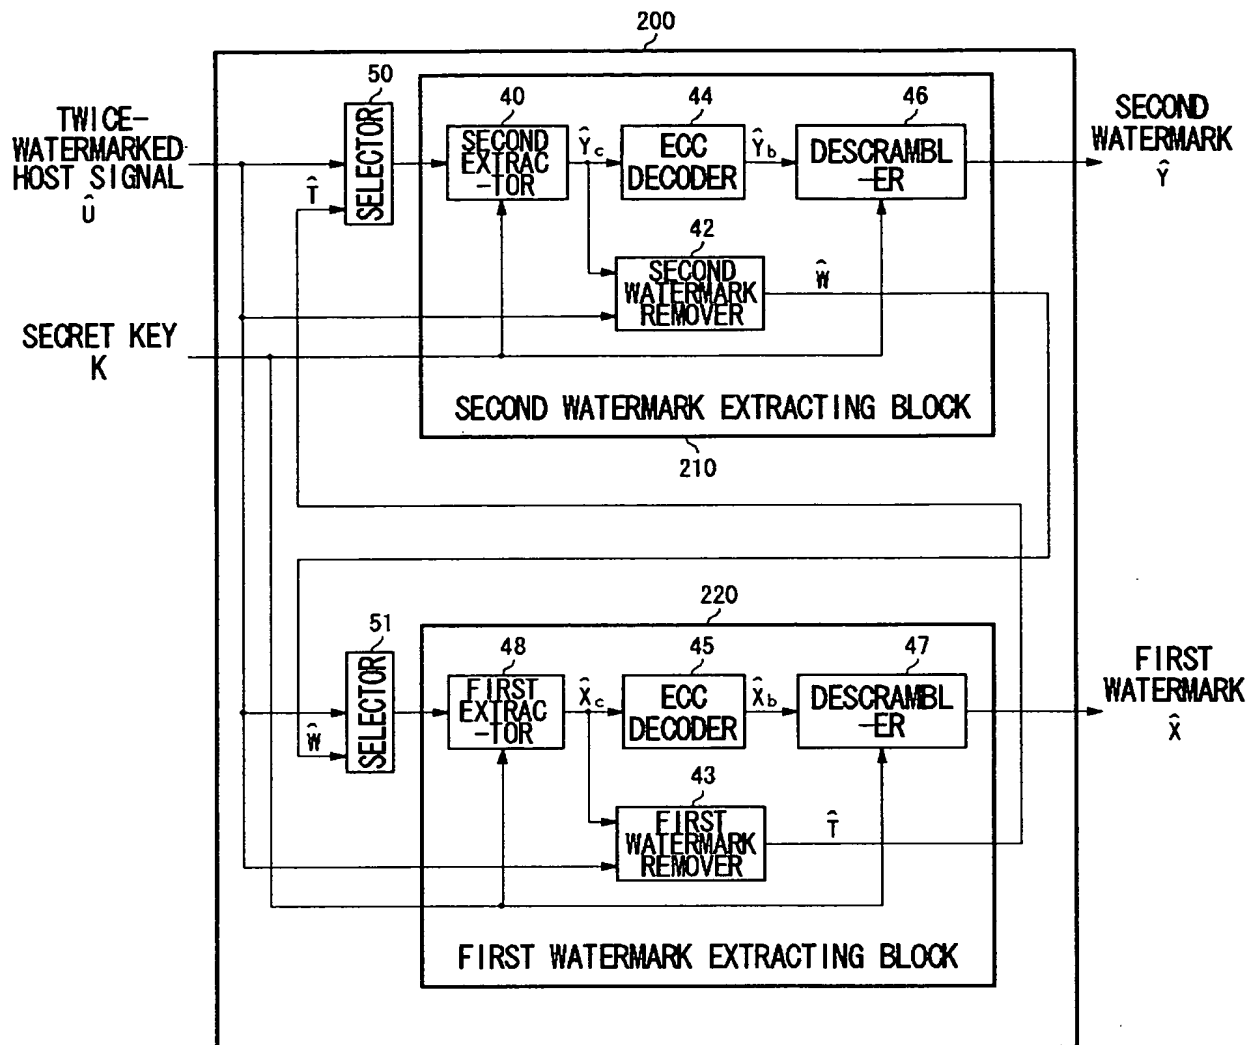 200
TWICE-
WATERMARKED
HOST SIGNAL
Û
50
SELECTOR
T̂
40
SECOND
EXTRAC
-TOR
Ŷc
44
ECC
DECODER
Ŷb
46
DESCRAMBL
-ER
SECOND
WATERMARK
Ŷ
42
SECOND
WATERMARK
REMOVER
Ŵ
SECRET KEY
K
SECOND WATERMARK EXTRACTING BLOCK
210
220
51
SELECTOR
Ŵ
48
FIRST
EXTRAC
-TOR
X̂c
45
ECC
DECODER
X̂b
47
DESCRAMBL
-ER
FIRST
WATERMARK
X̂
43
FIRST
WATERMARK
REMOVER
T̂
FIRST WATERMARK EXTRACTING BLOCK